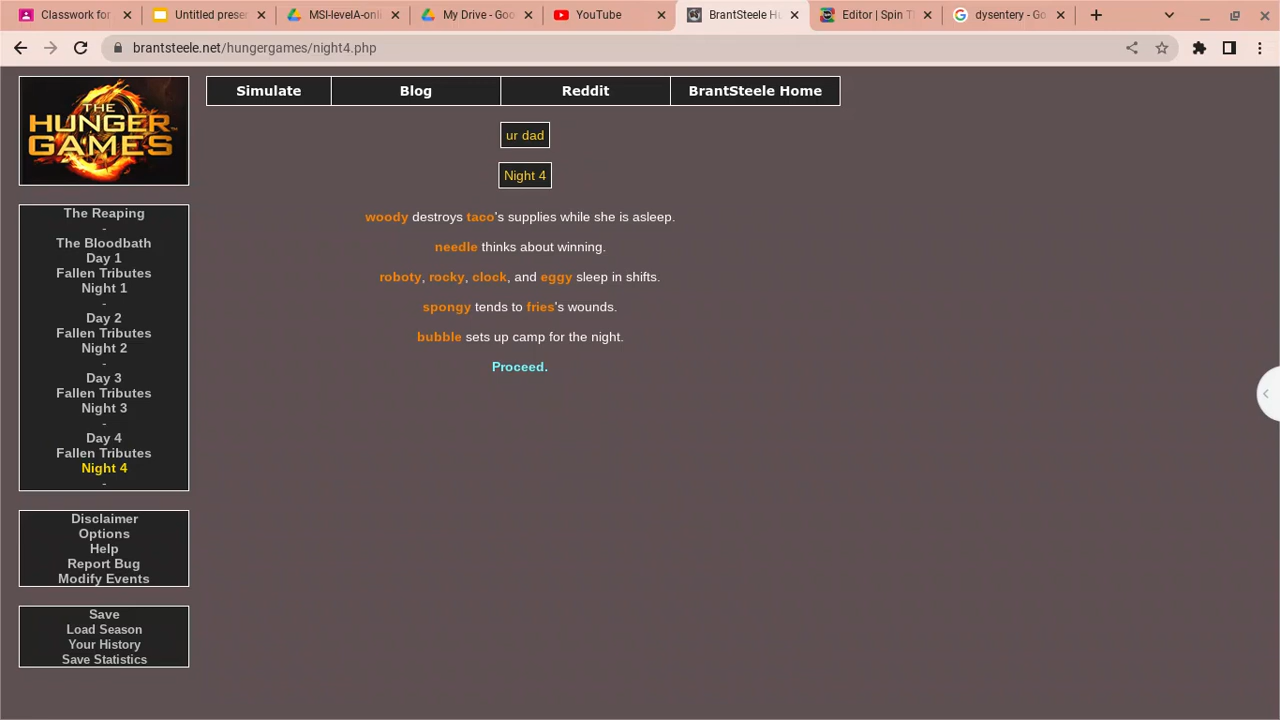 Classwork for
Untitled prese
MSI-levelA-onl
My Drive - Goo
YouTube
BrantSteele Hu
Editor | Spin T
dysentery - Go
brantsteele.net/hungergames/night4.php
THE
HUNGER
GAMES
Simulate
Blog
Reddit
BrantSteele Home
ur dad
Night 4
woody destroys taco's supplies while she is asleep.
needle thinks about winning.
roboty, rocky, clock, and eggy sleep in shifts.
spongy tends to fries's wounds.
bubble sets up camp for the night.
Proceed.
The Reaping
-
The Bloodbath
Day 1
Fallen Tributes
Night 1
-
Day 2
Fallen Tributes
Night 2
-
Day 3
Fallen Tributes
Night 3
-
Day 4
Fallen Tributes
Night 4
-
Disclaimer
Options
Help
Report Bug
Modify Events
Save
Load Season
Your History
Save Statistics